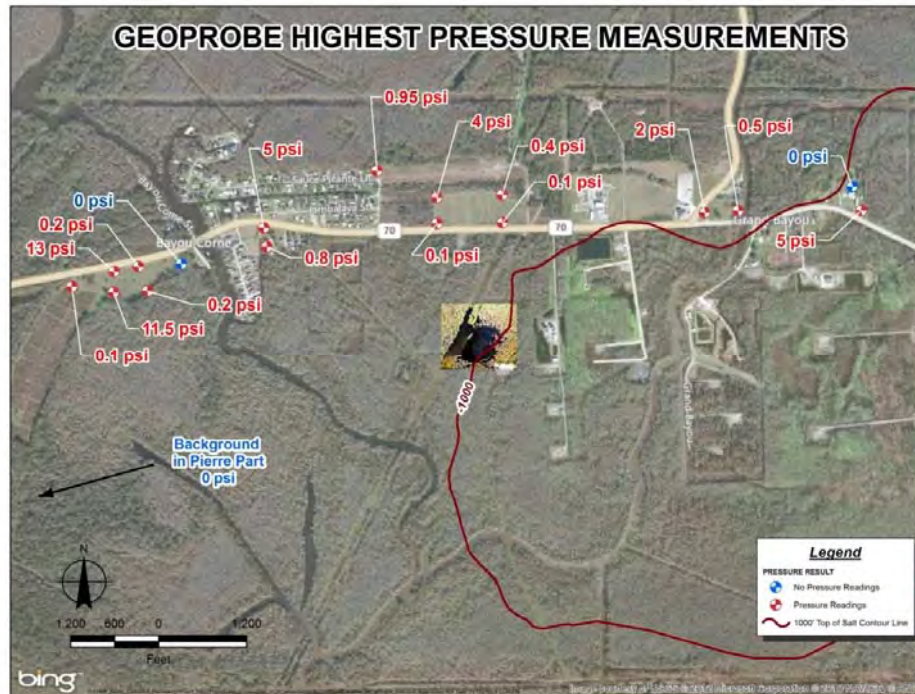 GEOPROBE HIGHEST PRESSURE MEASUREMENTS
0.95 psi
4 psi
0.4 psi
5 psi
2 psi
0.5 psi
0 psi
0 psi
0.1 psi
0.2 psi
Bayou Corne
70
70
Grand Bayou
13 psi
0.8 psi
0.1 psi
5 psi
0.2 psi
11.5 psi
0.1 psi
-1000
Grand Bayou
Background
in Pierre Part
0 psi
N
1,200 600 0 1,200
Feet
Legend
PRESSURE RESULT
No Pressure Readings
Pressure Readings
1000' Top of Salt Contour Line
bing